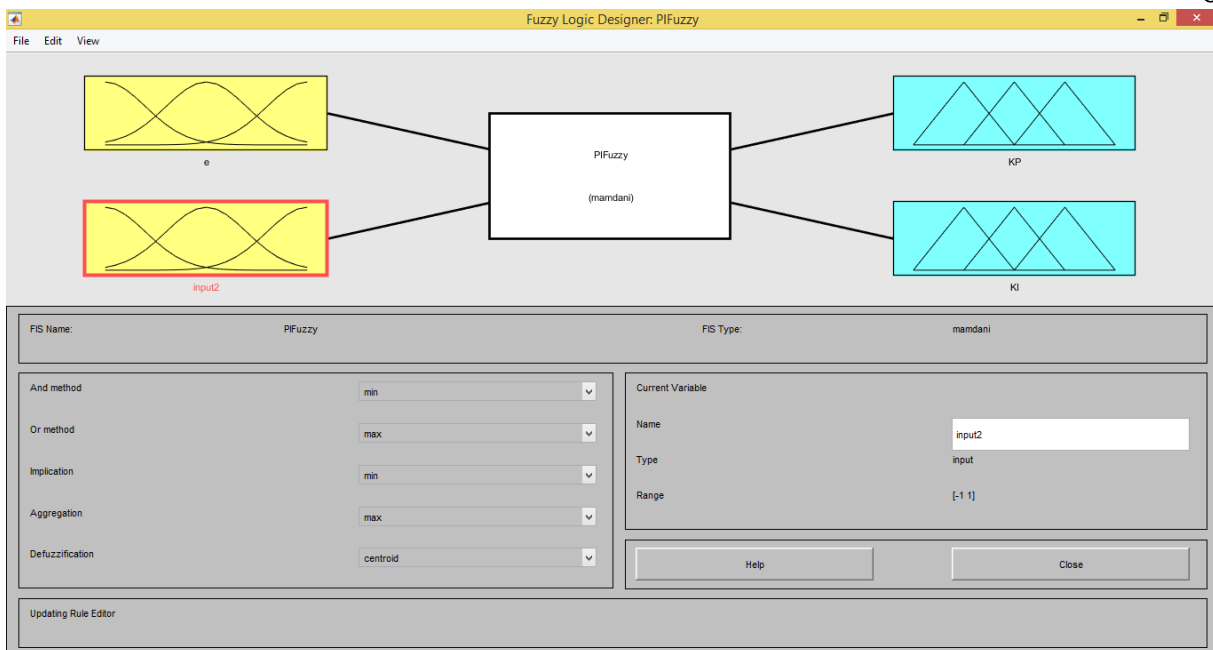 Fuzzy Logic Designer: PIFuzzy
File Edit View
e
input2
PIFuzzy
(mamdani)
KP
KI
FIS Name: PIFuzzy FIS Type: mamdani
And method min
Or method max
Implication min
Aggregation max
Defuzzification centroid
Current Variable
Name input2
Type input
Range [-1 1]
Help Close
Updating Rule Editor